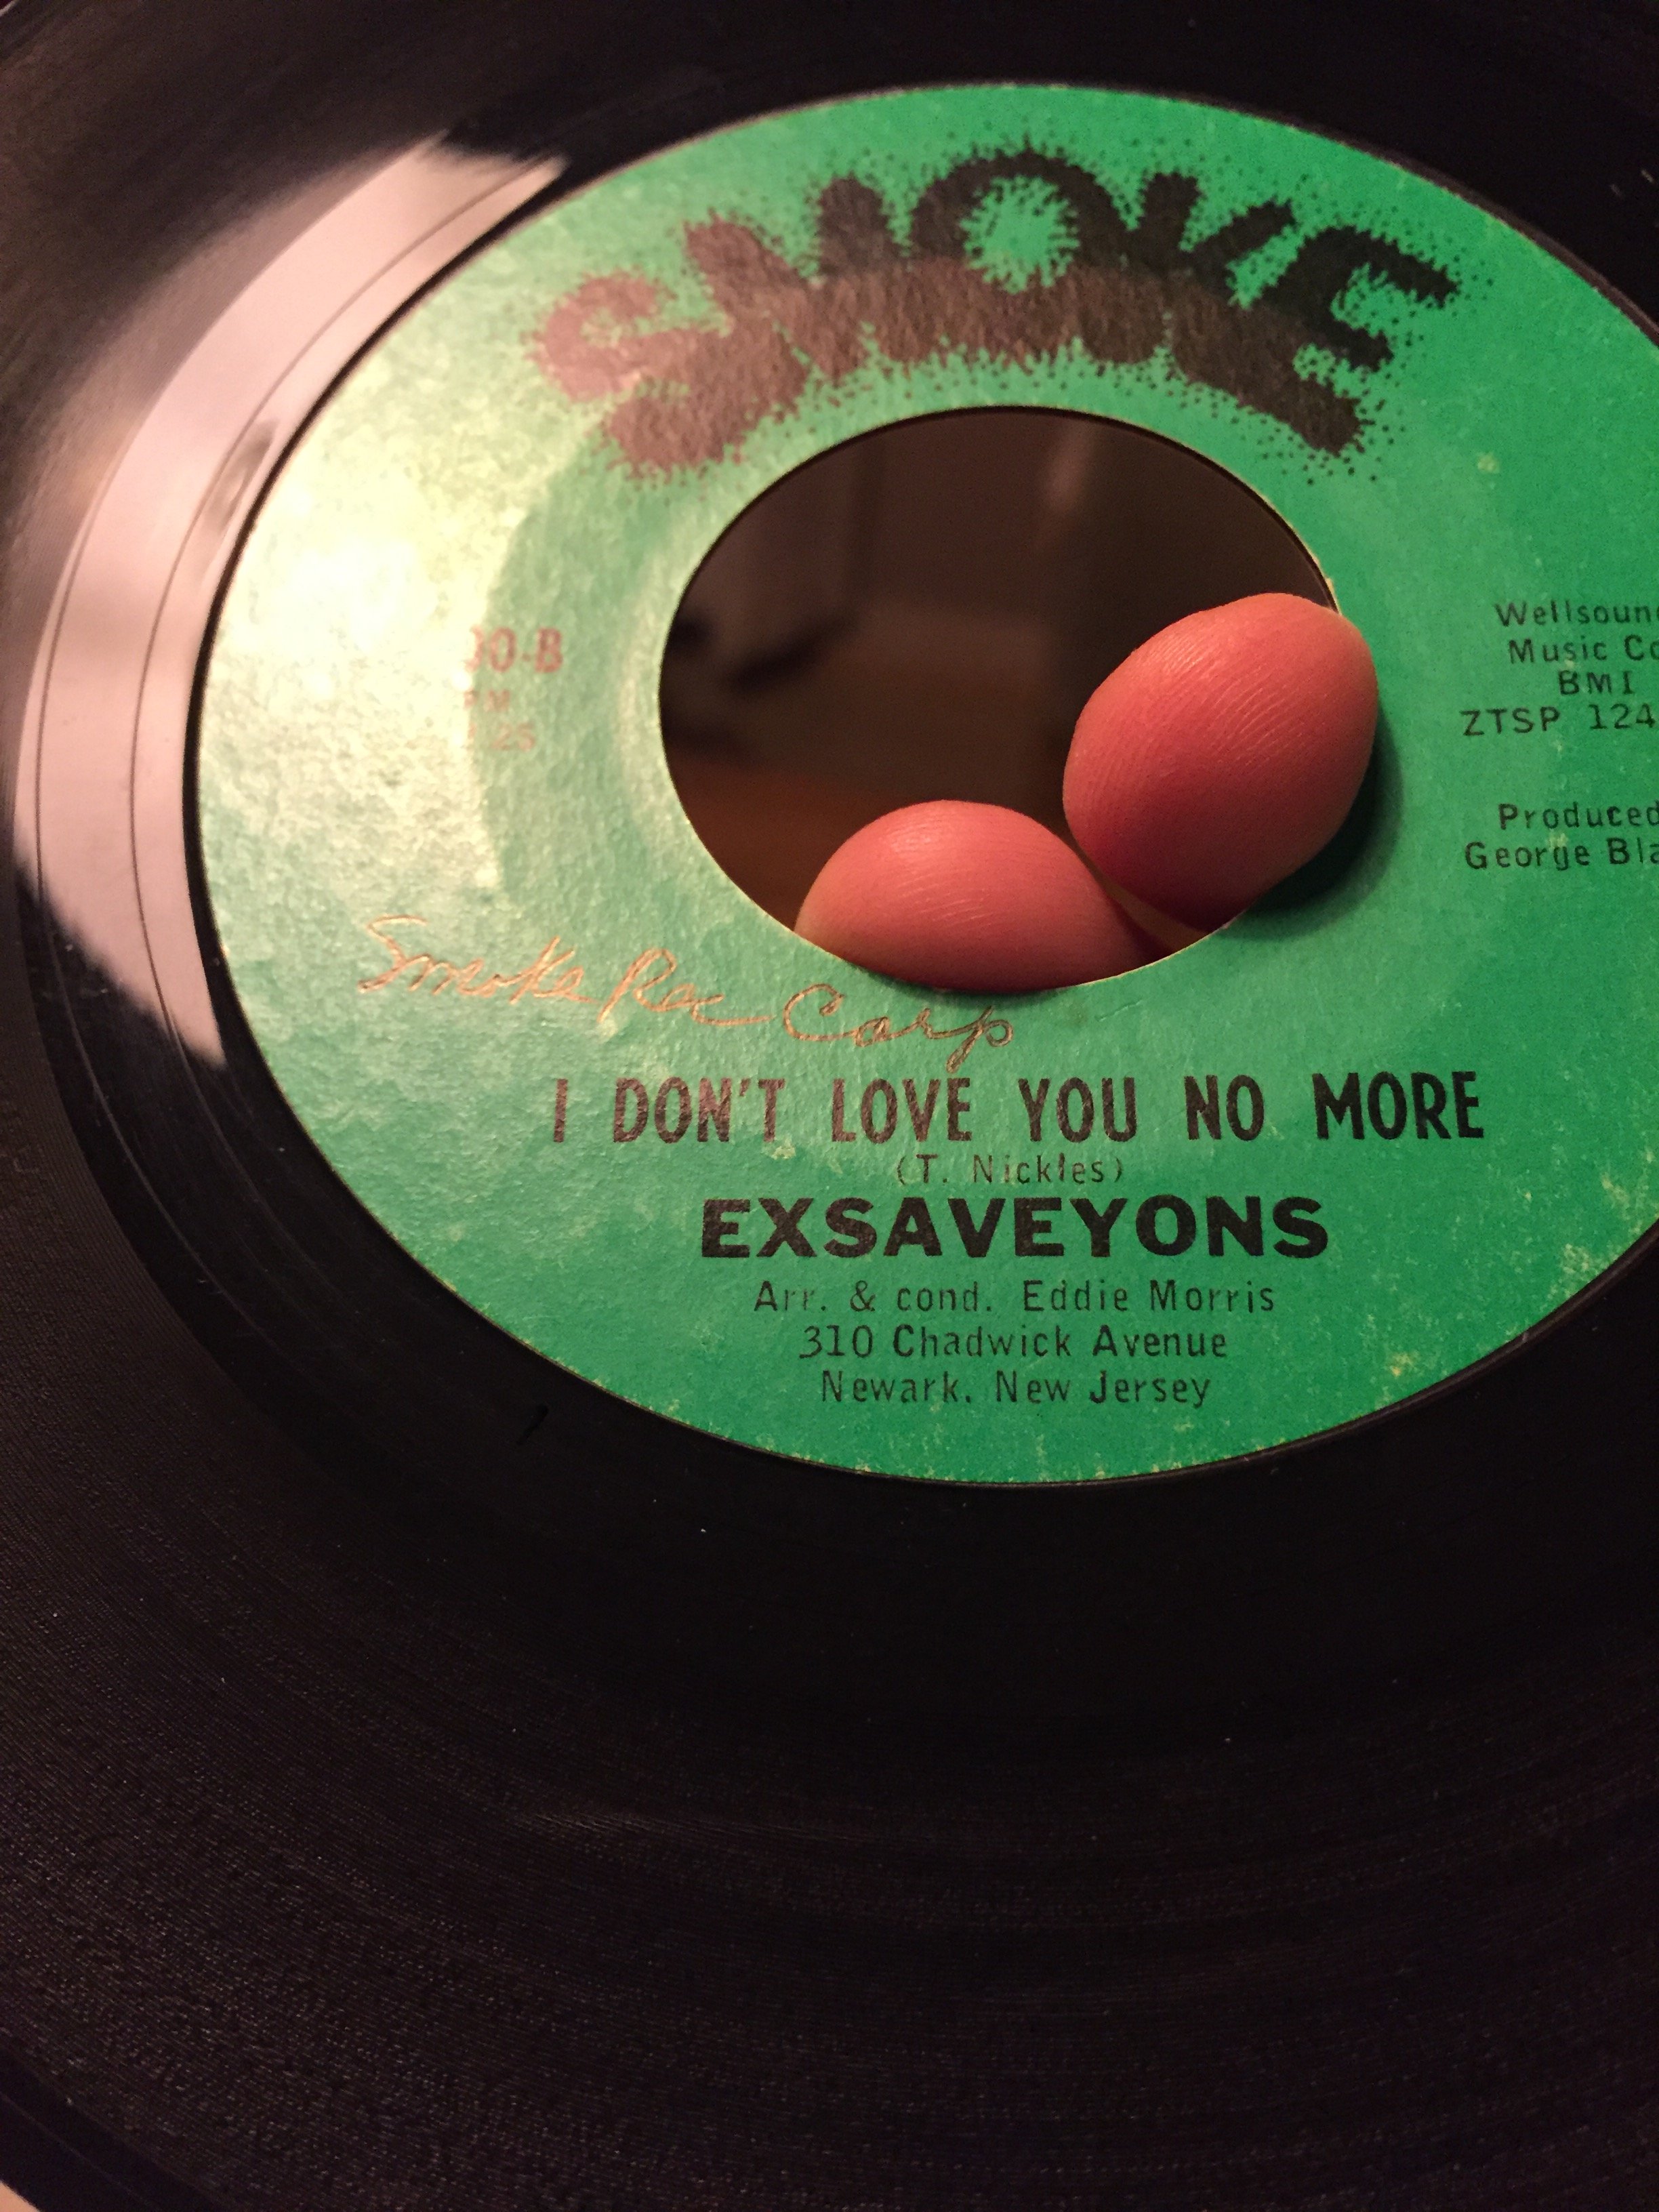 SMOKE
Wellsoun
Music Co
BMI
ZTSP 124
Produced
George Bla
0-B
Smoke Rec Corp
I DON'T LOVE YOU NO MORE
(T. Nickles)
EXSAVEYONS
Arr. & cond. Eddie Morris
310 Chadwick Avenue
Newark, New Jersey